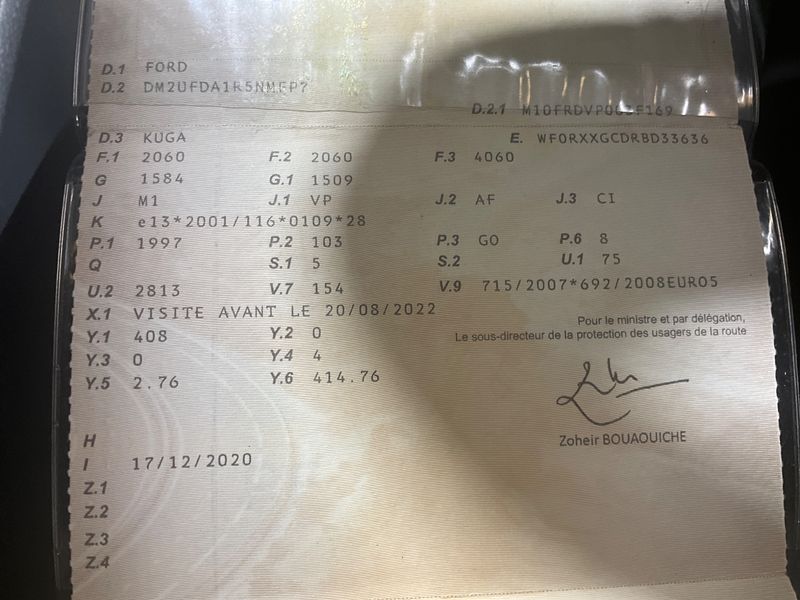 D.1 FORD
D.2 DM2UFDA1R5NMEP7
D.2.1 M10FRDVP003F169
D.3 KUGA E. WF0RXXGCDRBD33636
F.1 2060 F.2 2060 F.3 4060
G 1584 G.1 1509
J M1 J.1 VP J.2 AF J.3 CI
K e13*2001/116*0109*28
P.1 1997 P.2 103 P.3 GO P.6 8
Q S.1 5 S.2 U.1 75
U.2 2813 V.7 154 V.9 715/2007*692/2008EURO5
X.1 VISITE AVANT LE 20/08/2022
Pour le ministre et par délégation,
Le sous-directeur de la protection des usagers de la route
Y.1 408 Y.2 0
Y.3 0 Y.4 4
Y.5 2.76 Y.6 414.76
Zoheir BOUAOUICHE
H
I 17/12/2020
Z.1
Z.2
Z.3
Z.4